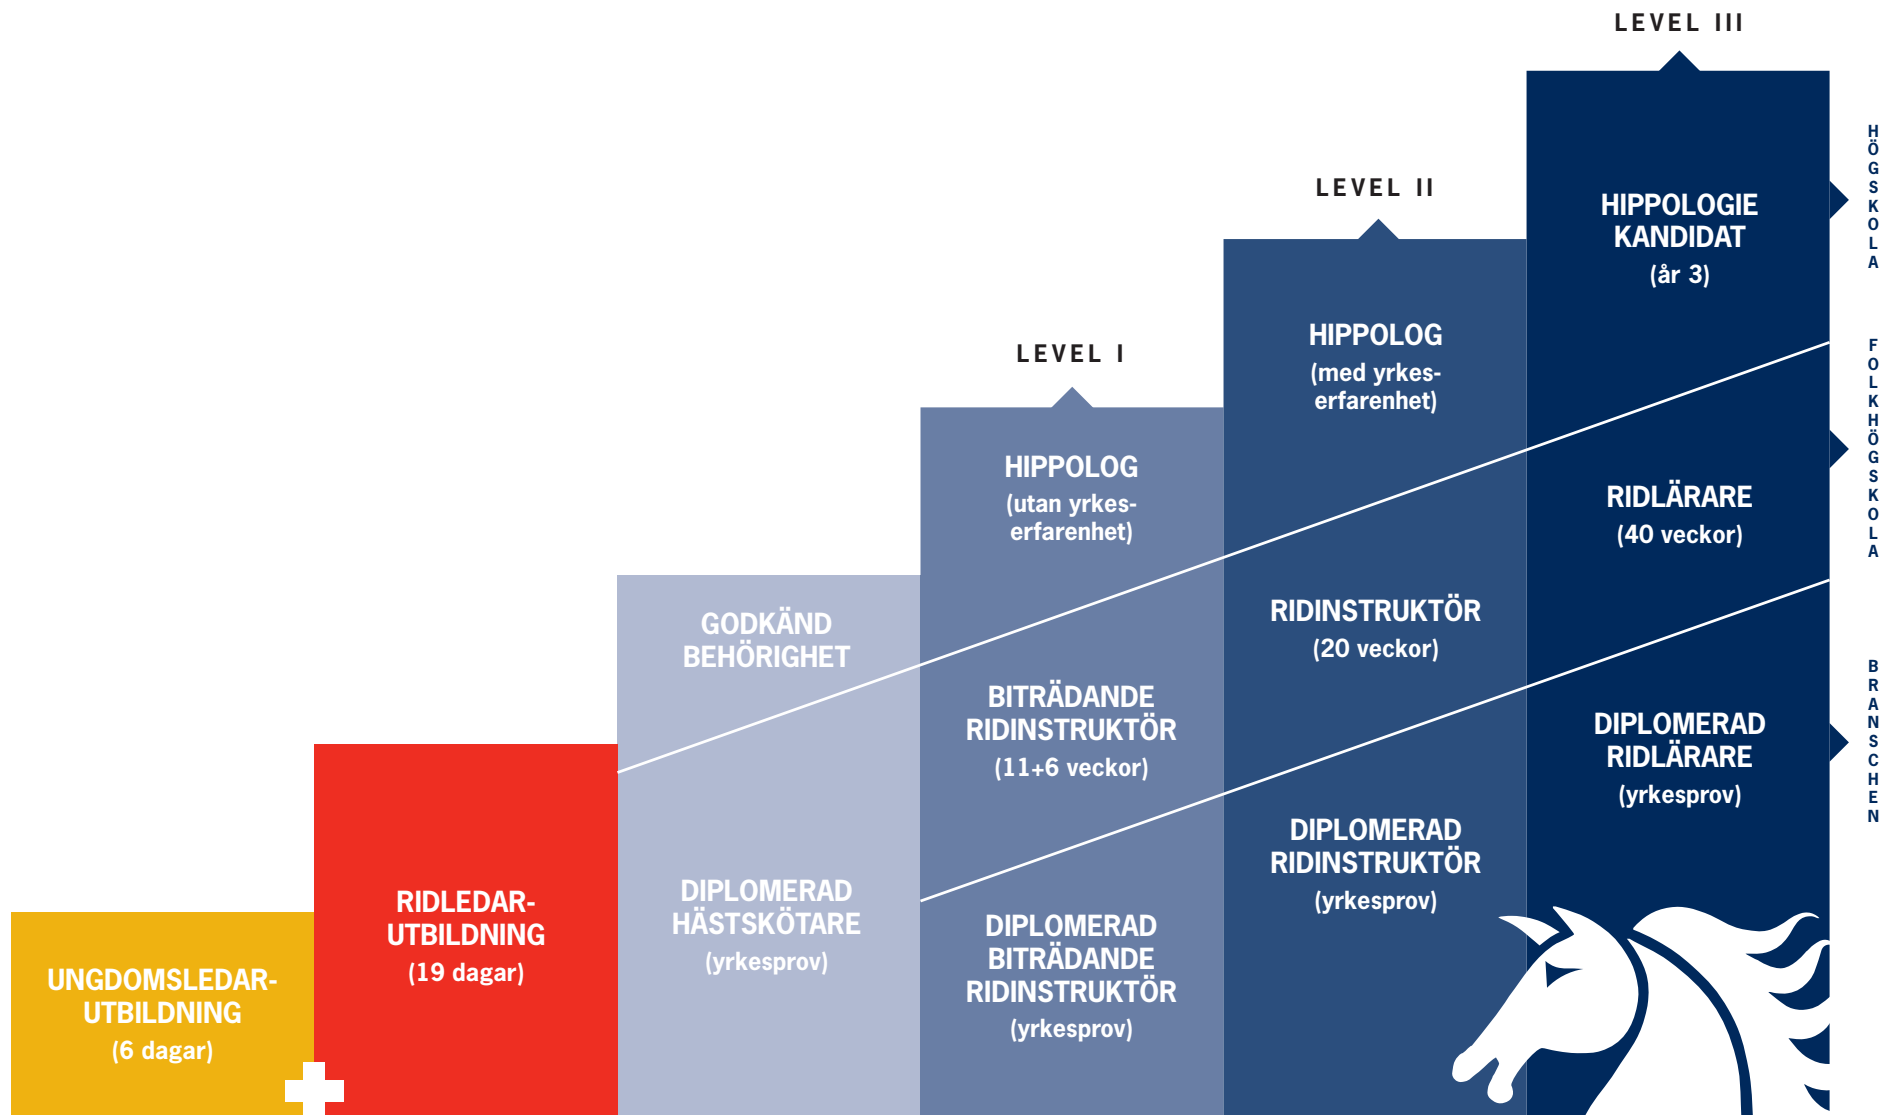 UNGDOMSLEDAR-
UTBILDNING
(6 dagar)
RIDLEDAR-
UTBILDNING
(19 dagar)
GODKÄND
BEHÖRIGHET
DIPLOMERAD
HÄSTSKÖTARE
(yrkesprov)
LEVEL I
HIPPOLOG
(utan yrkes-
erfarenhet)
BITRÄDANDE
RIDINSTRUKTÖR
(11+6 veckor)
DIPLOMERAD
BITRÄDANDE
RIDINSTRUKTÖR
(yrkesprov)
LEVEL II
HIPPOLOG
(med yrkes-
erfarenhet)
RIDINSTRUKTÖR
(20 veckor)
DIPLOMERAD
RIDINSTRUKTÖR
(yrkesprov)
LEVEL III
HIPPOLOGIE
KANDIDAT
(år 3)
RIDLÄRARE
(40 veckor)
DIPLOMERAD
RIDLÄRARE
(yrkesprov)
HÖGSKOLA
FOLKHÖGSKOLA
BRANSCHEN